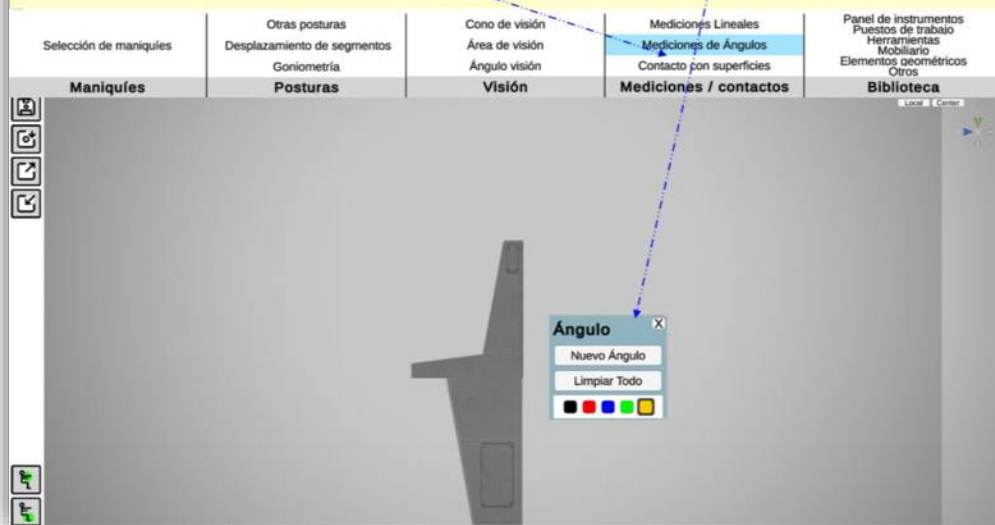 Selección de maniquíes
Maniquíes
Otras posturas
Desplazamiento de segmentos
Goniometría
Posturas
Cono de visión
Área de visión
Ángulo visión
Visión
Mediciones Lineales
Mediciones de Ángulos
Contacto con superficies
Mediciones / contactos
Panel de instrumentos
Puestos de trabajo
Herramientas
Mobiliario
Elementos geométricos
Otros
Biblioteca
Local Center
Y
Ángulo X
Nuevo Ángulo
Limpiar Todo